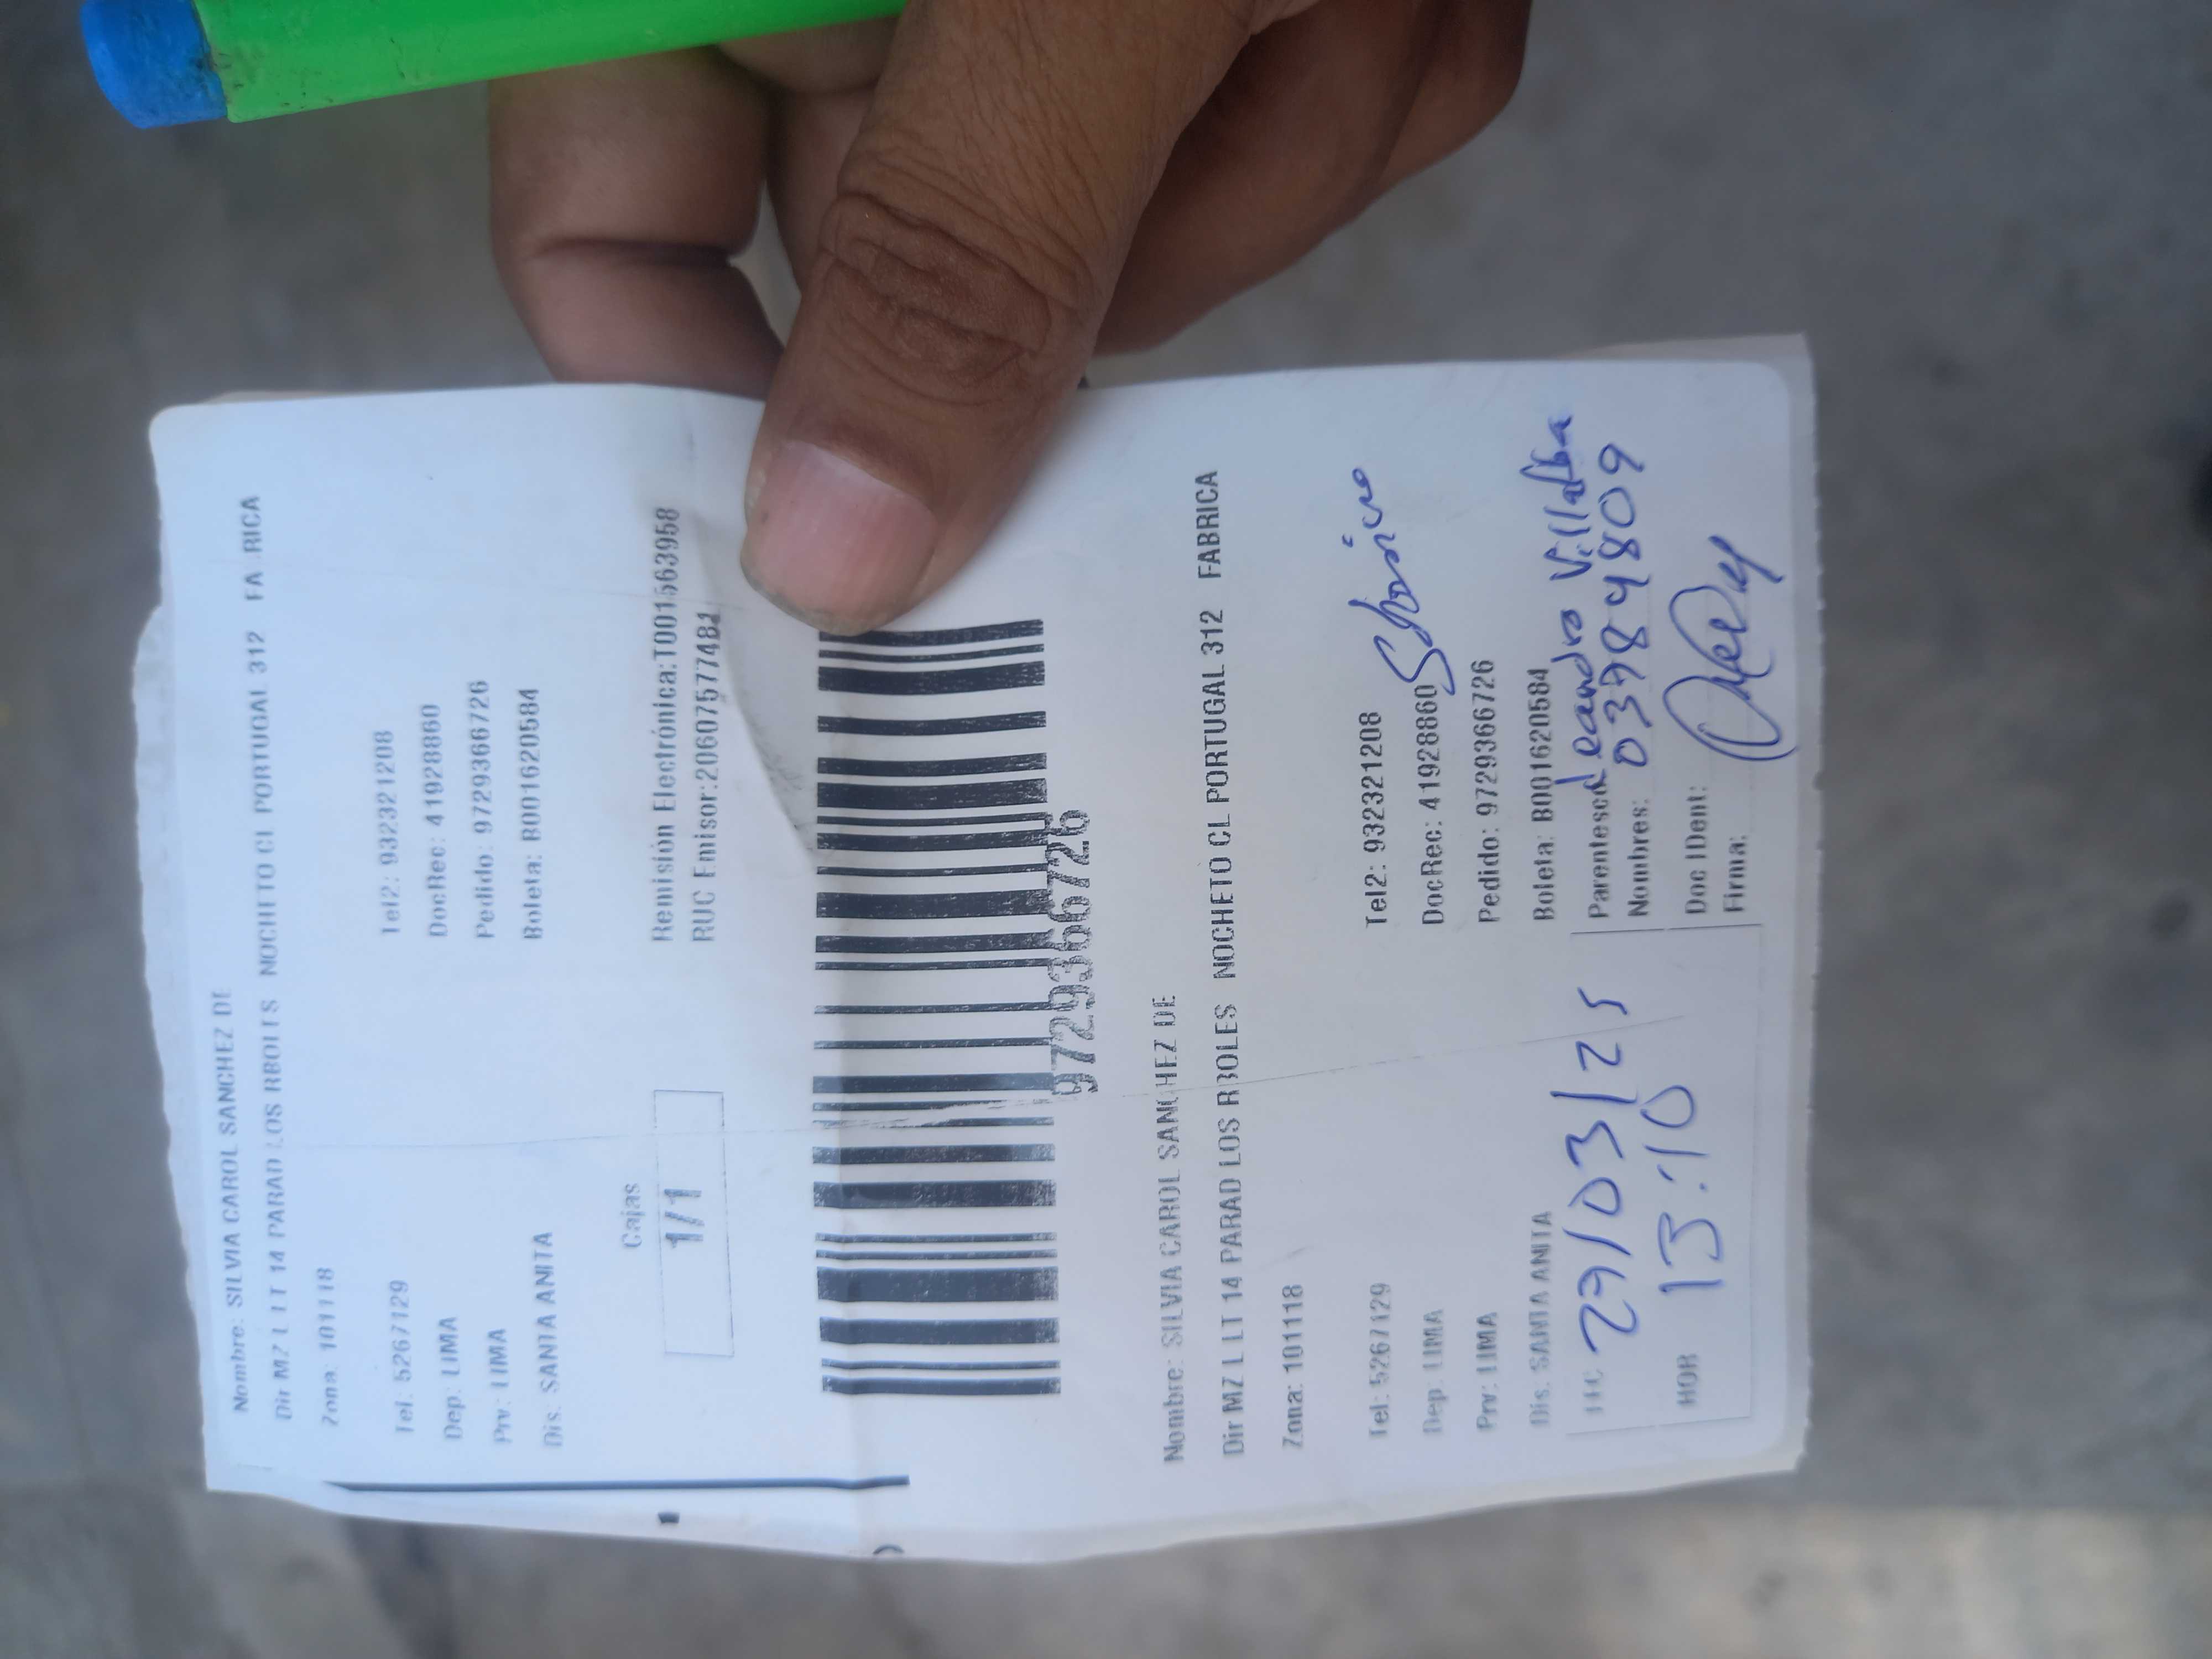 Nombre: SILVIA CAROL SANCHEZ DE
Dir MZ L LT 14 PARAD LOS RBOLES NOCHETO CL PORTUGAL 312 FA RICA
Zona: 101118
Tel: 5267129 Tel2: 932321208
Dep: LIMA DocRec: 41928860
Prv: LIMA Pedido: 9729366726
Dis: SANTA ANITA Boleta: B001620584
Cajas
1/1
Remisión Electrónica:T001563958
RUC Emisor:20607577481
9729366726
Nombre: SILVIA CAROL SANCHEZ DE
Dir MZ L LT 14 PARAD LOS RBOLES NOCHETO CL PORTUGAL 312 FABRICA
Zona: 101118
Tel: 5267129 Tel2: 932321208
Dep: LIMA DocRec: 41928860
Prv: LIMA Pedido: 9729366726
Dis: SANTA ANITA Boleta: B001620584
FEC 29/03/25 Parentesco Leandro Villalba
Nombres: 039844809
HOR 13:10 Doc IDent:
Firma: